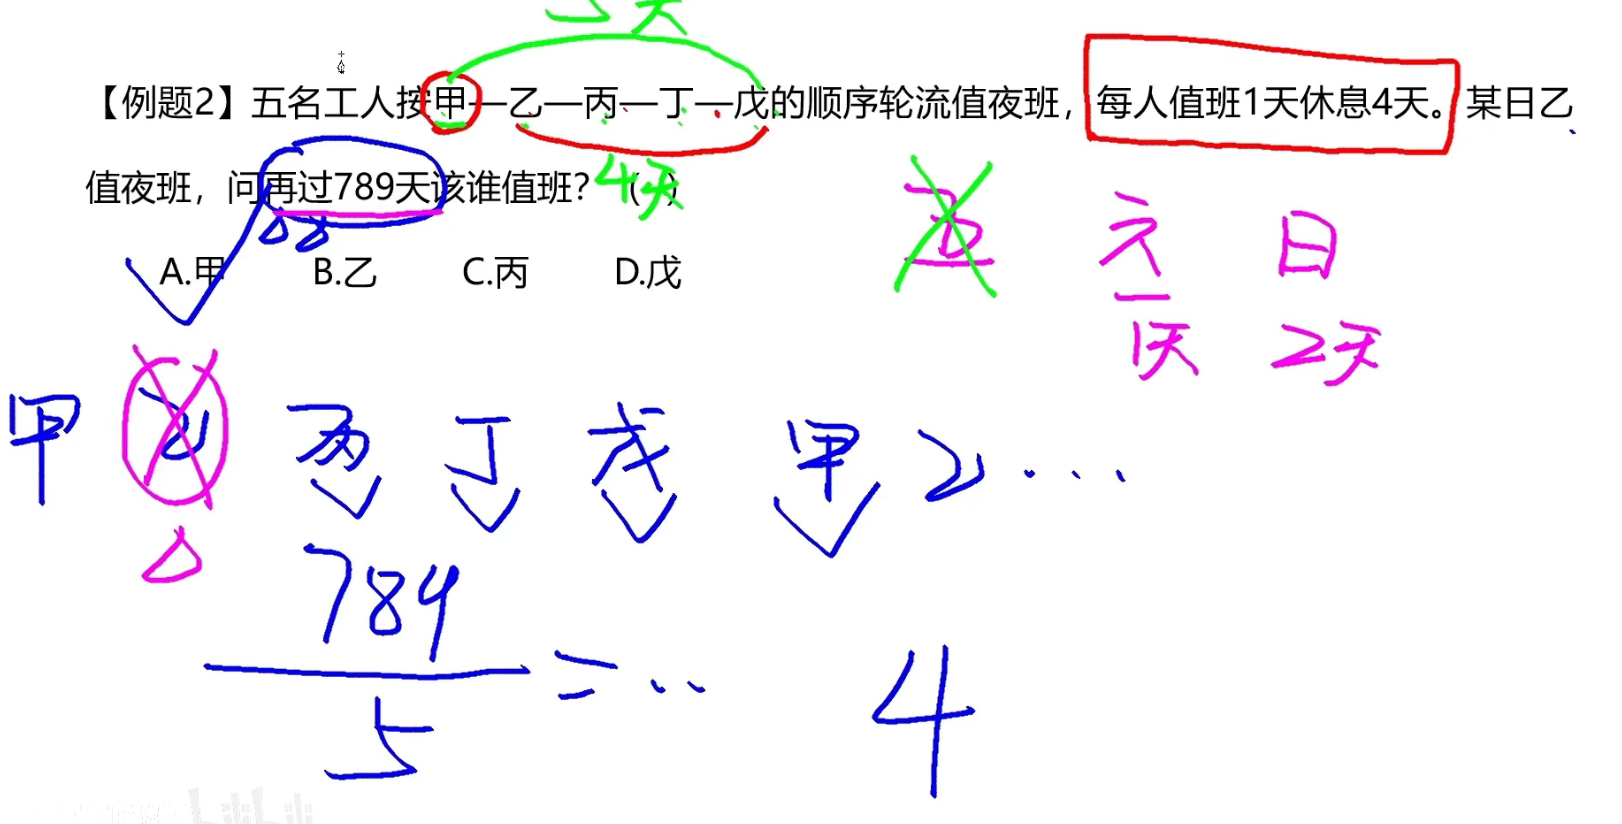 5天
【例题2】五名工人按甲—乙—丙—丁—戊的顺序轮流值夜班，每人值班1天休息4天。某日乙
值夜班，问再过789天该谁值班？ （ ）
4天
五 六 日
A.甲 B.乙 C.丙 D.戊
1天 2天
甲 乙 丙 丁 戊 甲 乙 ...
789
5
= ... 4